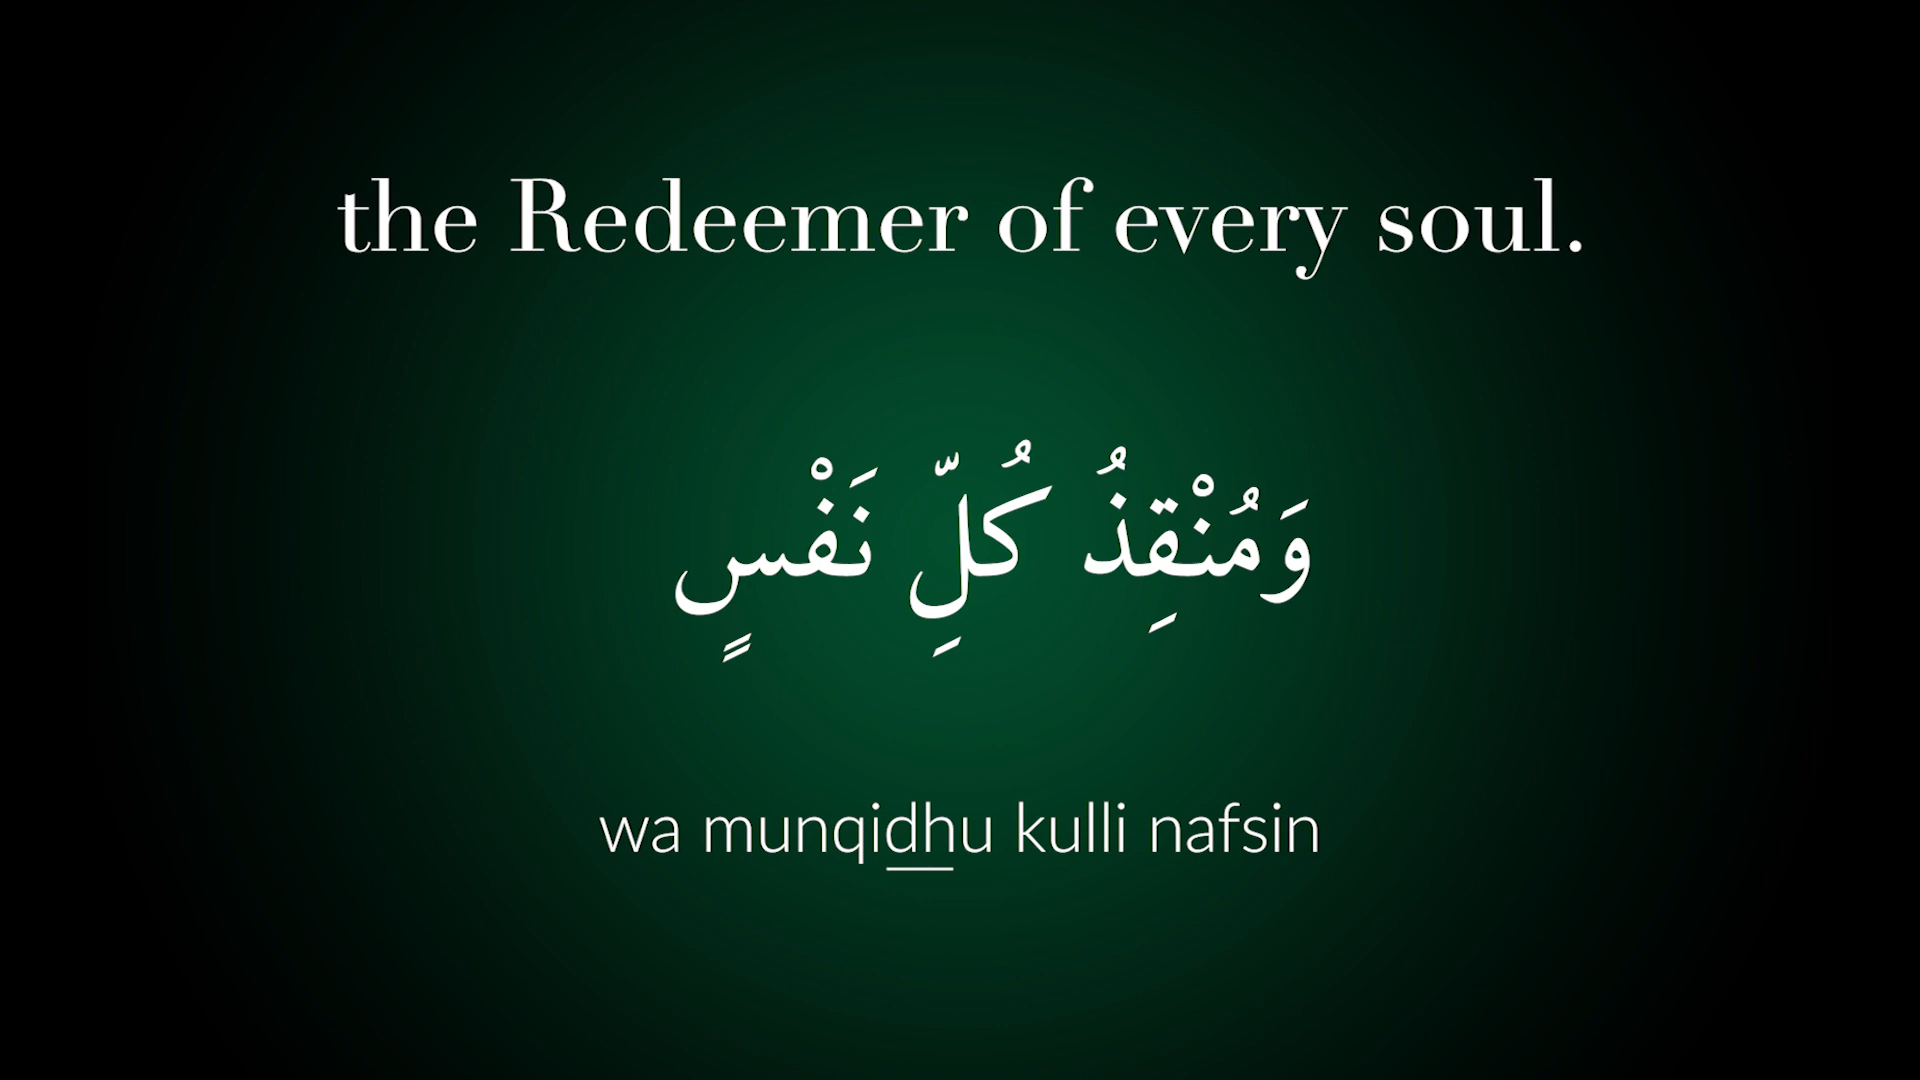 the Redeemer of every soul.
وَمُنْقِذُ كُلِّ نَفْسٍ
wa munqidhu kulli nafsin